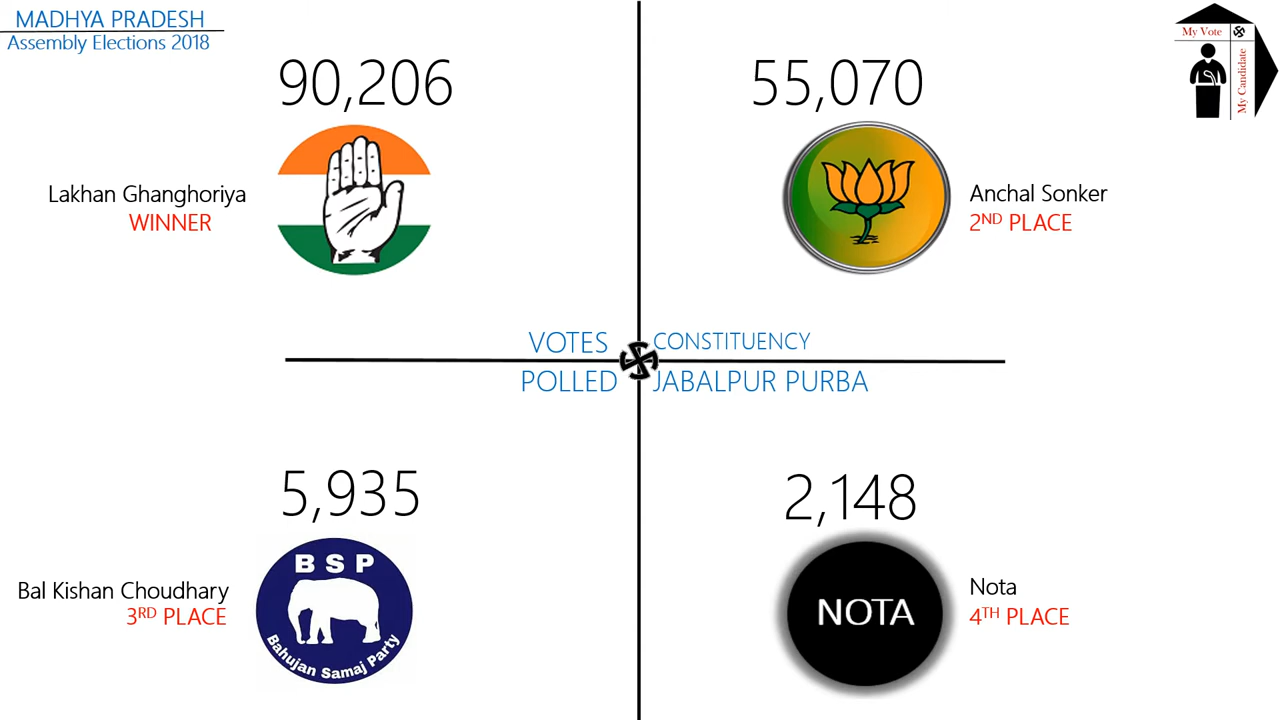 MADHYA PRADESH
Assembly Elections 2018
90,206
Lakhan Ghanghoriya
WINNER
55,070
Anchal Sonker
2ND PLACE
My Vote
My Candidate
VOTES
POLLED
CONSTITUENCY
JABALPUR PURBA
5,935
BSP
Bahujan Samaj Party
Bal Kishan Choudhary
3RD PLACE
2,148
NOTA
Nota
4TH PLACE